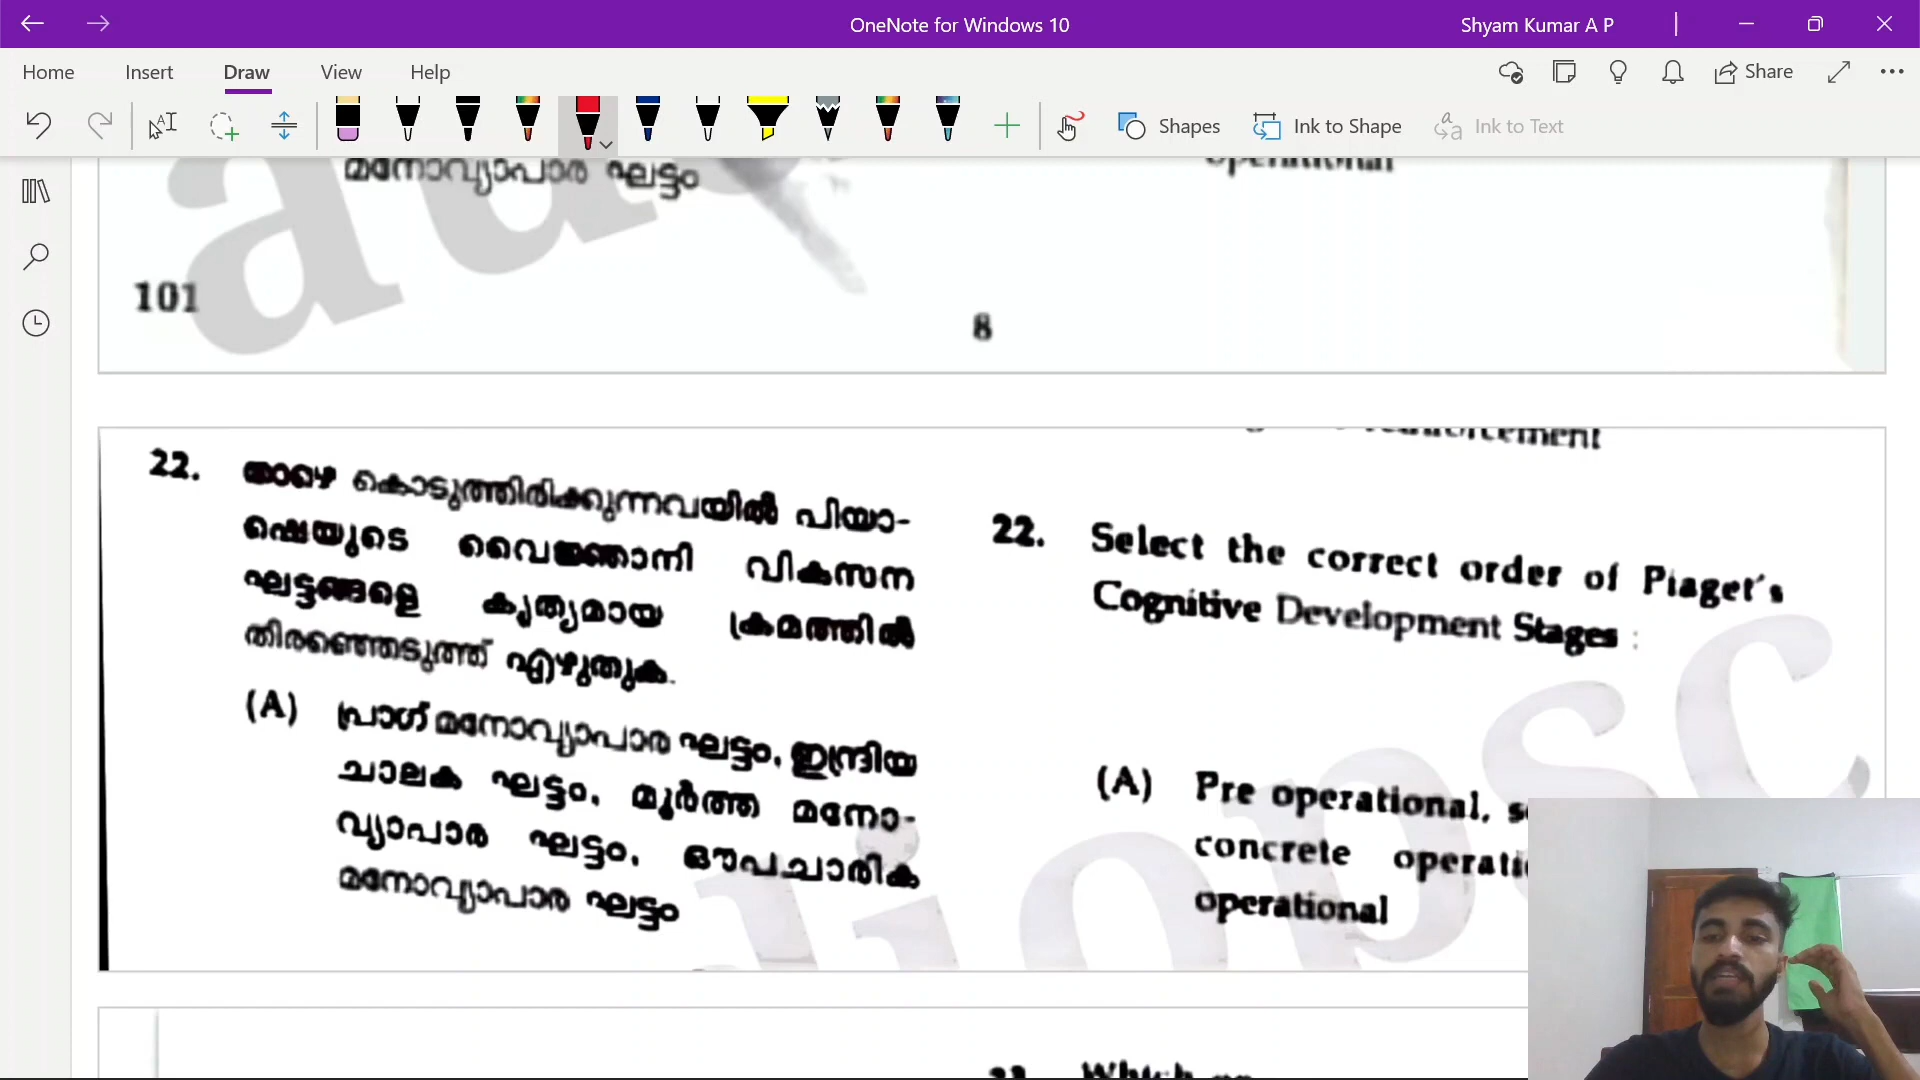 OneNote for Windows 10
Shyam Kumar A P
Home Insert Draw View Help
Share
Shapes Ink to Shape Ink to Text
മനോവ്യാപാര ഘട്ടം
operational
101
8
22. താഴെ കൊടുത്തിരിക്കുന്നവയിൽ പിയാ-
ഷെയുടെ വൈജ്ഞാനി വികസന
ഘട്ടങ്ങളെ കൃത്യമായ ക്രമത്തിൽ
തിരഞ്ഞെടുത്ത് എഴുതുക.
(A) പ്രാഗ് മനോവ്യാപാര ഘട്ടം, ഇന്ദ്രിയ
ചാലക ഘട്ടം, മൂർത്ത മനോ-
വ്യാപാര ഘട്ടം, ഔപചാരിക
മനോവ്യാപാര ഘട്ടം
22. Select the correct order of Piaget's
Cognitive Development Stages :
(A) Pre operational,
concrete
operational